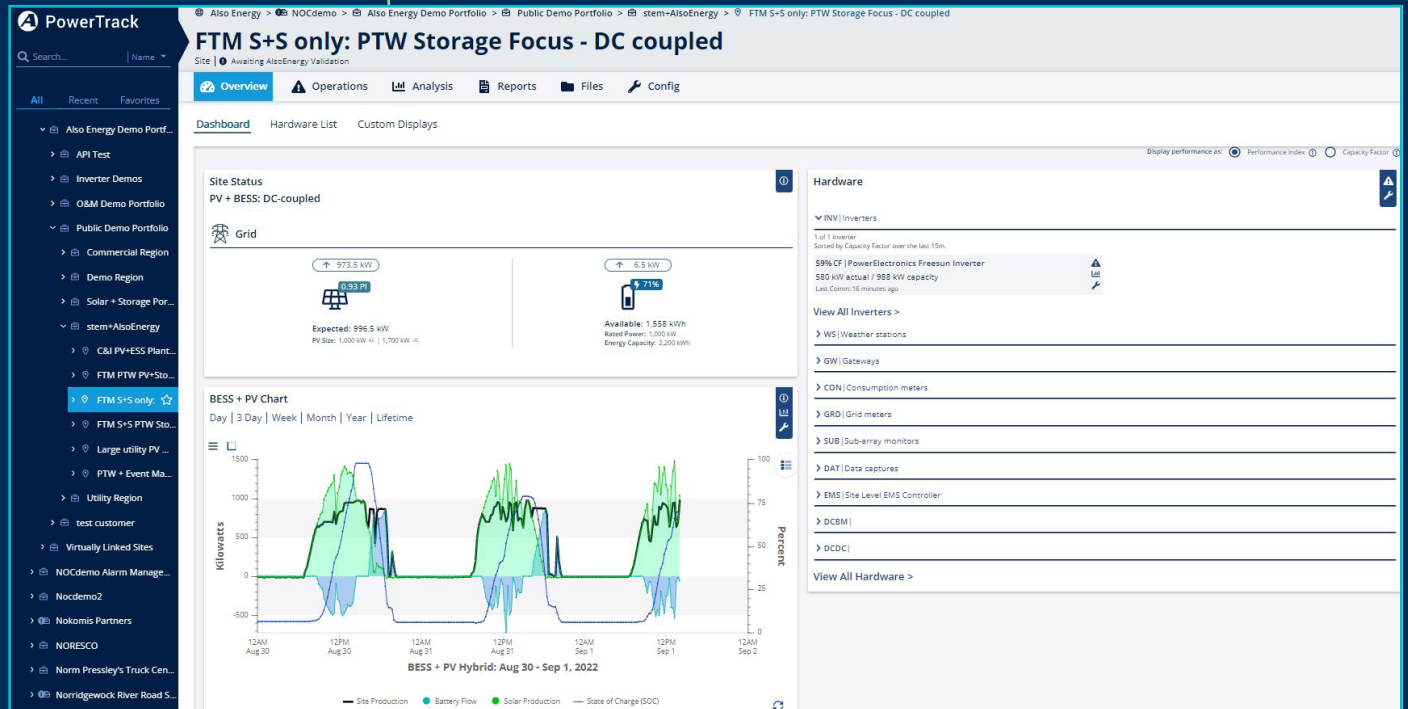 PowerTrack
Search...
Name
All
Recent
Favorites
Also Energy Demo Portf...
API Test
Inverter Demos
O&M Demo Portfolio
Public Demo Portfolio
Commercial Region
Demo Region
Solar + Storage Por...
stem+AlsoEnergy
C&I PV+ESS Plant...
FTM PTW PV+Sto...
FTM S+S only:
FTM S+S PTW Sto...
Large utility PV ...
PTW + Event Ma...
Utility Region
test customer
Virtually Linked Sites
NOCdemo Alarm Manage...
Nocdemo2
Nokomis Partners
NORESCO
Norm Pressley's Truck Cen...
Norridgewock River Road S...
Also Energy > NOCdemo > Also Energy Demo Portfolio > Public Demo Portfolio > stem+AlsoEnergy > FTM S+S only: PTW Storage Focus - DC coupled
FTM S+S only: PTW Storage Focus - DC coupled
Site | Awaiting AlsoEnergy Validation
Overview Operations Analysis Reports Files Config
Dashboard Hardware List Custom Displays
Display performance as: Performance Index Capacity Factor
Site Status
PV + BESS: DC-coupled
Grid
973.5 kW
0.93 PI
Expected: 996.5 kW
PV Size: 1,000 kW AC | 1,700 kW DC
6.5 kW
71%
Available: 1,558 kWh
Rated Power: 1,000 kW
Energy Capacity: 2,200 kWh
BESS + PV Chart
Day | 3 Day | Week | Month | Year | Lifetime
1500
1000
500
0
-500
Kilowatts
100
75
50
25
0
Percent
12AM Aug 30
12PM Aug 30
12AM Aug 31
12PM Aug 31
12AM Sep 1
12PM Sep 1
12AM Sep 2
BESS + PV Hybrid: Aug 30 - Sep 1, 2022
Site Production Battery Flow Solar Production State of Charge (SOC)
Hardware
INV | Inverters
1 of 1 Inverter
Sorted by Capacity Factor over the last 15m.
59% CF | PowerElectronics Freesun Inverter
580 kW actual / 988 kW capacity
Last Comm: 16 minutes ago
View All Inverters >
WS | Weather stations
GW | Gateways
CON | Consumption meters
GRD | Grid meters
SUB | Sub-array monitors
DAT | Data captures
EMS | Site Level EMS Controller
DCBM |
DCDC |
View All Hardware >